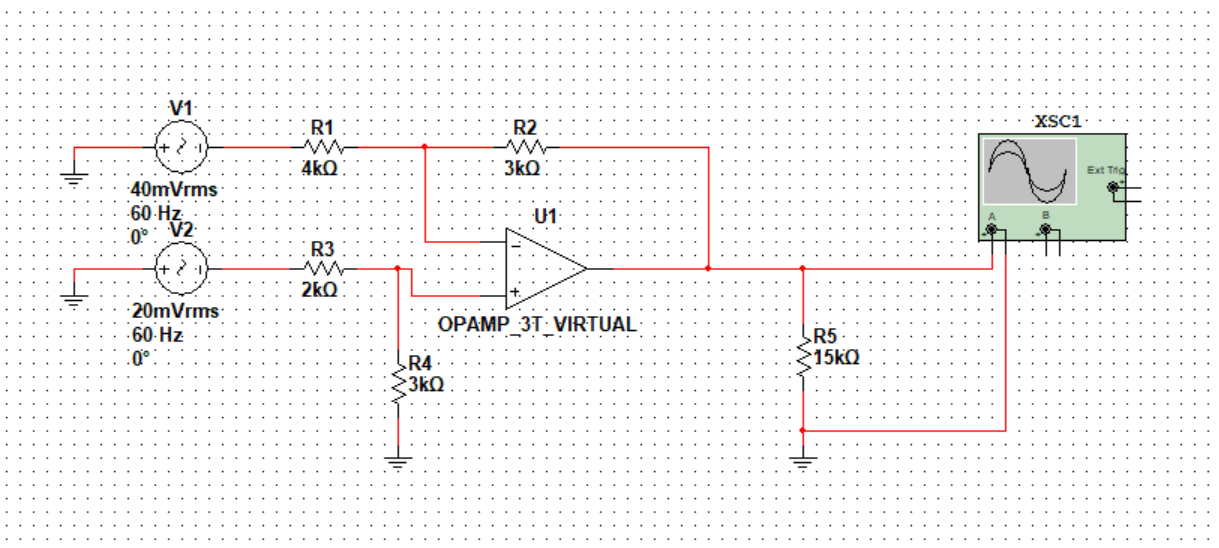 V1
40mVrms
60 Hz
0°
R1
4kΩ
R2
3kΩ
V2
20mVrms
60 Hz
0°
R3
2kΩ
U1
OPAMP_3T_VIRTUAL
R4
3kΩ
R5
15kΩ
XSC1
Ext Trig
A
B